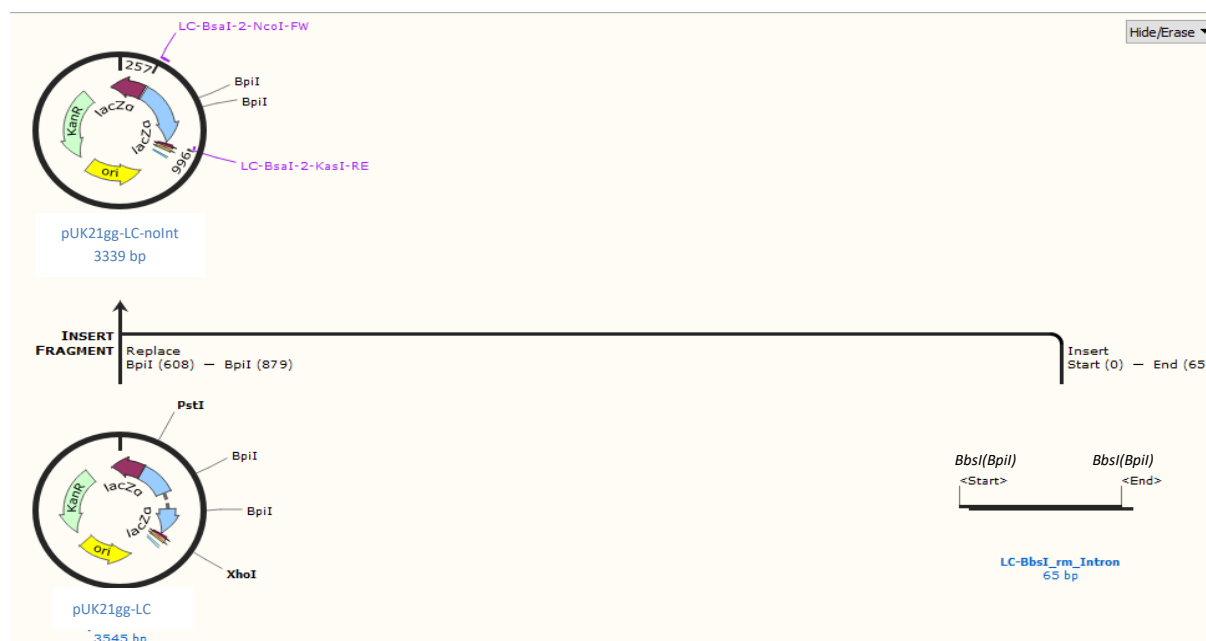 LC-BsaI-2-NcoI-FW
Hide/Erase
257
BpiI
BpiI
lacZα
KanR
lacZα
996
LC-BsaI-2-KasI-RE
ori
pUK21gg-LC-noInt
3339 bp
INSERT
FRAGMENT
Replace
BpiI (608) — BpiI (879)
Insert
Start (0) — End (65
PstI
BpiI
BbsI(BpiI)
BbsI(BpiI)
<Start>
<End>
lacZα
KanR
BpiI
lacZα
ori
XhoI
LC-BbsI_rm_Intron
65 bp
pUK21gg-LC
3545 bp